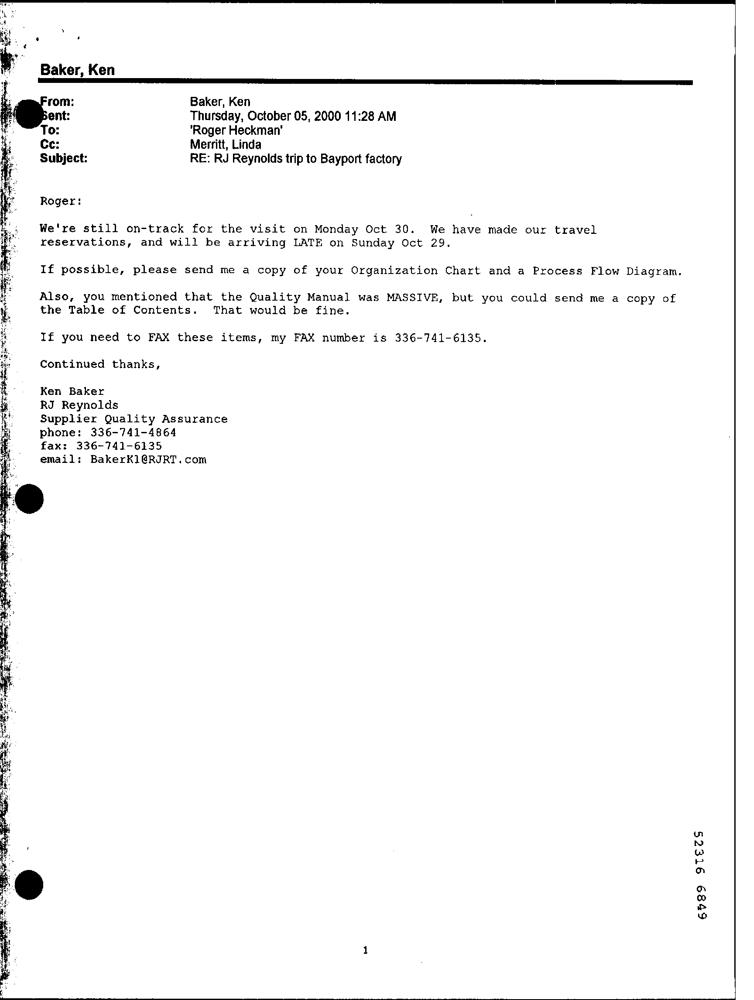 Baker, Ken
From: Baker, Ken
Sent: Thursday, October 05, 2000 11:28 AM
To: 'Roger Heckman'
Cc: Merritt, Linda
Subject: RE: RJ Reynolds trip to Bayport factory
Roger:
We're still on-track for the visit on Monday Oct 30.  We have made our travel
reservations, and will be arriving LATE on Sunday Oct 29.
If possible, please send me a copy of your Organization Chart and a Process Flow Diagram.
Also, you mentioned that the Quality Manual was MASSIVE, but you could send me a copy of
the Table of Contents.  That would be fine.
If you need to FAX these items, my FAX number is 336-741-6135.
Continued thanks,
Ken Baker
RJ Reynolds
Supplier Quality Assurance
phone: 336-741-4864
fax: 336-741-6135
email: BakerK1@RJRT.com
52316 6849
1